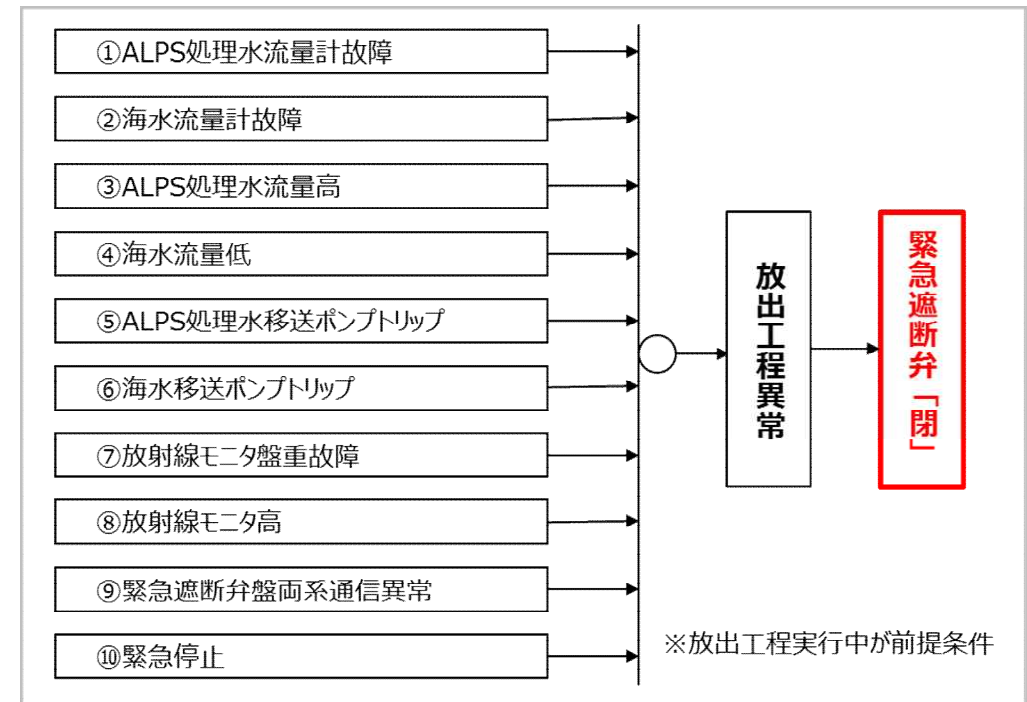 ①ALPS処理水流量計故障
②海水流量計故障
③ALPS処理水流量高
④海水流量低
⑤ALPS処理水移送ポンプトリップ
⑥海水移送ポンプトリップ
⑦放射線モニタ盤重故障
⑧放射線モニタ高
⑨緊急遮断弁盤両系通信異常
⑩緊急停止
放出工程異常
緊急遮断弁「閉」
※放出工程実行中が前提条件